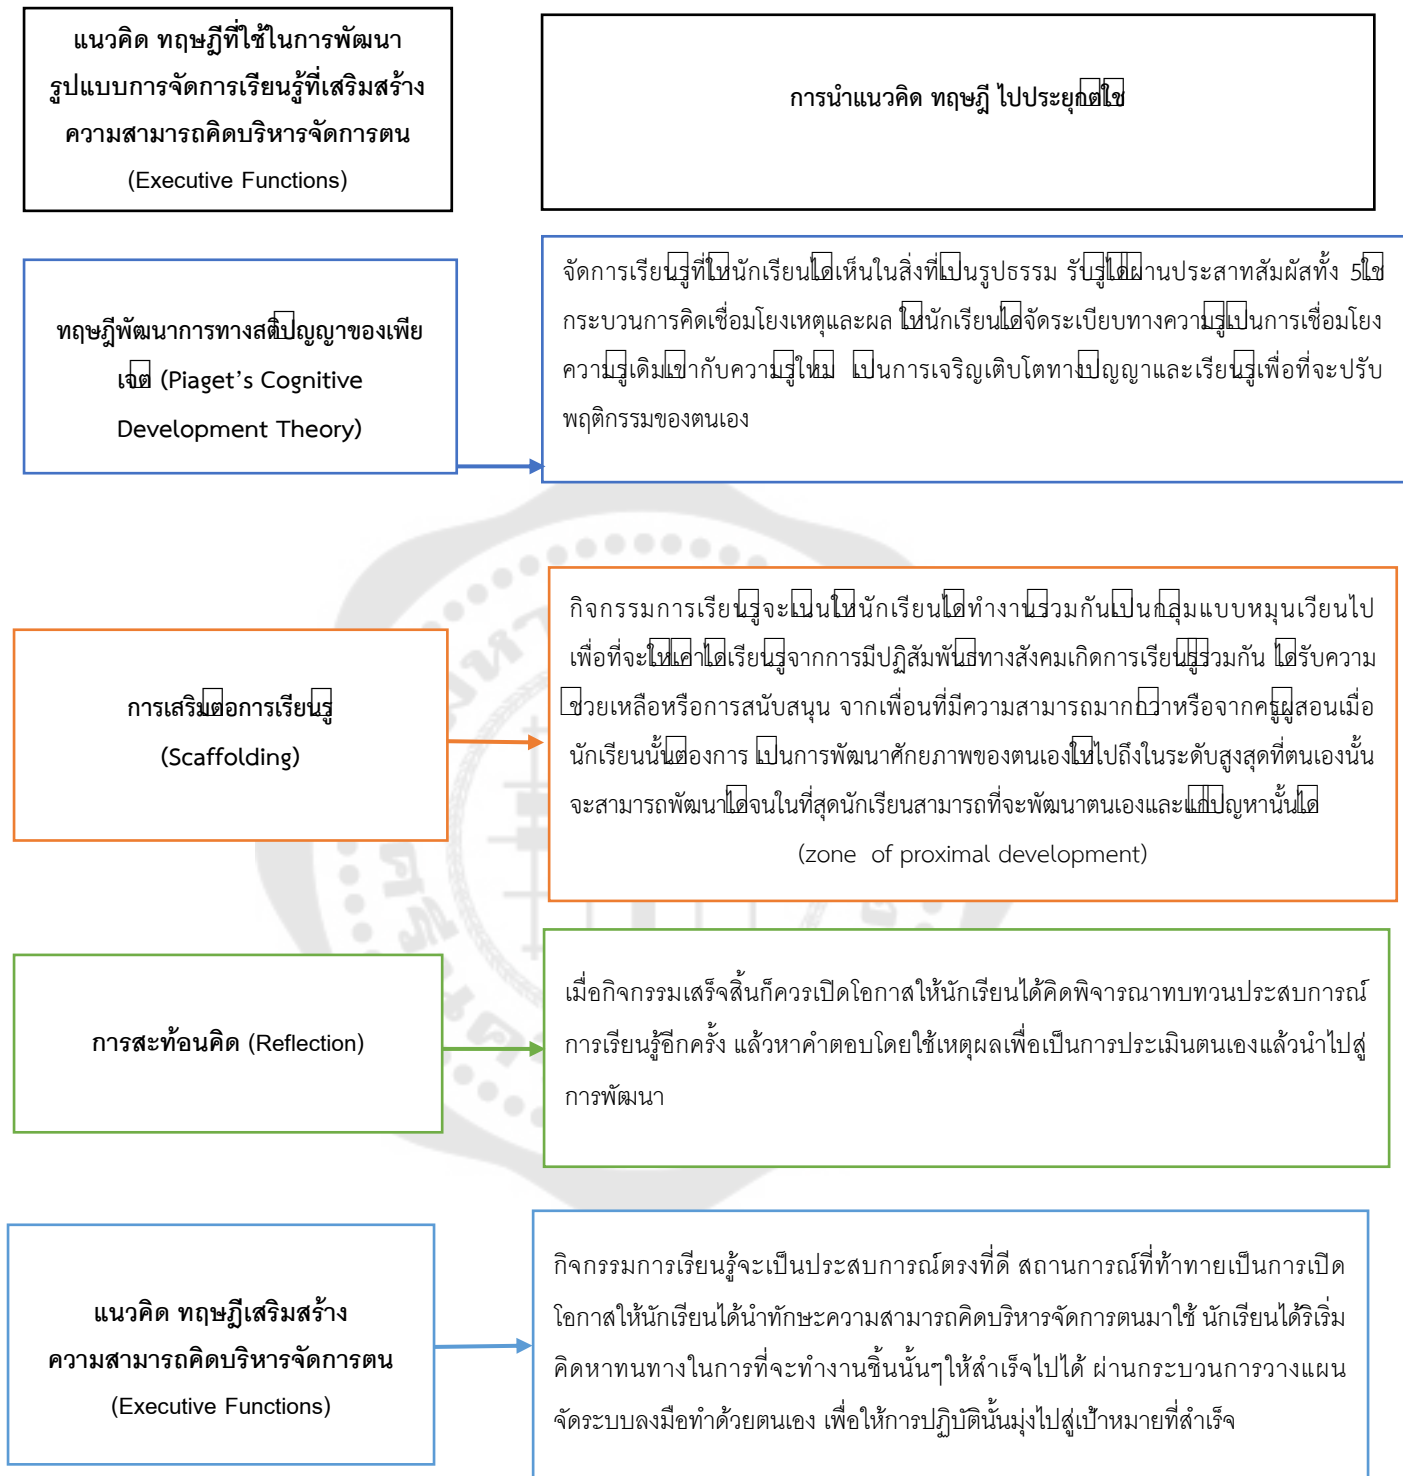 แนวคิด ทฤษฎีที่ใช้ในการพัฒนา
รูปแบบการจัดการเรียนรู้ที่เสริมสร้าง
ความสามารถคิดบริหารจัดการตน
(Executive Functions)
การนำแนวคิด ทฤษฎี ไปประยุกตใช
ทฤษฎีพัฒนาการทางสติปญญาของเพีย
เจต (Piaget's Cognitive
Development Theory)
จัดการเรียนรูที่ใหนักเรียนไดเห็นในสิ่งที่เปนรูปธรรม รับรูไดผานประสาทสัมผัสทั้ง 5ใช
กระบวนการคิดเชื่อมโยงเหตุและผล ใหนักเรียนไดจัดระเบียบทางความรูเปนการเชื่อมโยง
ความรูเดิมเขากับความรูใหม เปนการเจริญเติบโตทางปญญาและเรียนรูเพื่อที่จะปรับ
พฤติกรรมของตนเอง
การเสริมตอการเรียนรู
(Scaffolding)
กิจกรรมการเรียนรูจะเนนใหนักเรียนไดทำงานรวมกันเปนกลุมแบบหมุนเวียนไป
เพื่อที่จะใหเคาไดเรียนรูจากการมีปฏิสัมพันธทางสังคมเกิดการเรียนรูรวมกัน ไดรับความ
ชวยเหลือหรือการสนับสนุน จากเพื่อนที่มีความสามารถมากกวาหรือจากครูผูสอนเมื่อ
นักเรียนนั้นตองการ เปนการพัฒนาศักยภาพของตนเองใหไปถึงในระดับสูงสุดที่ตนเองนั้น
จะสามารถพัฒนาไดจนในที่สุดนักเรียนสามารถที่จะพัฒนาตนเองและแกปญหานั้นได
(zone of proximal development)
การสะท้อนคิด (Reflection)
เมื่อกิจกรรมเสร็จสิ้นก็ควรเปิดโอกาสให้นักเรียนได้คิดพิจารณาทบทวนประสบการณ์
การเรียนรู้อีกครั้ง แล้วหาคำตอบโดยใช้เหตุผลเพื่อเป็นการประเมินตนเองแล้วนำไปสู่
การพัฒนา
แนวคิด ทฤษฎีเสริมสร้าง
ความสามารถคิดบริหารจัดการตน
(Executive Functions)
กิจกรรมการเรียนรู้จะเป็นประสบการณ์ตรงที่ดี สถานการณ์ที่ท้าทายเป็นการเปิด
โอกาสให้นักเรียนได้นำทักษะความสามารถคิดบริหารจัดการตนมาใช้ นักเรียนได้ริเริ่ม
คิดหาทนทางในการที่จะทำงานชิ้นนั้นๆให้สำเร็จไปได้ ผ่านกระบวนการวางแผน
จัดระบบลงมือทำด้วยตนเอง เพื่อให้การปฏิบัตินั้นมุ่งไปสู่เป้าหมายที่สำเร็จ